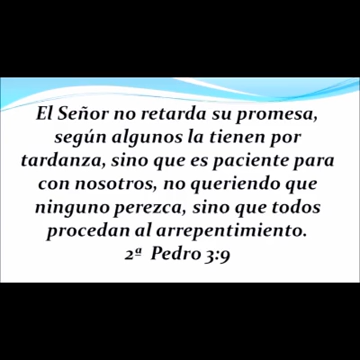 El Señor no retarda su promesa,
según algunos la tienen por
tardanza, sino que es paciente para
con nosotros, no queriendo que
ninguno perezca, sino que todos
procedan al arrepentimiento.
2ª Pedro 3:9